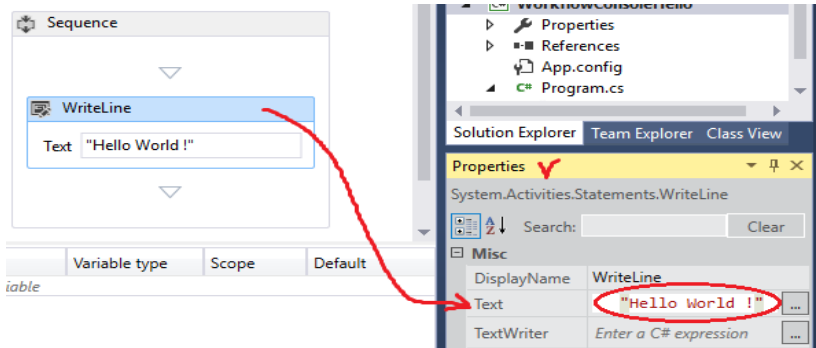 Sequence
WriteLine
Text "Hello World !"
Variable type Scope Default
iable
C# WorkflowConsoleHello
Properties
References
App.config
C# Program.cs
Solution Explorer Team Explorer Class View
Properties
System.Activities.Statements.WriteLine
Search: Clear
Misc
DisplayName WriteLine
Text "Hello World !" ...
TextWriter Enter a C# expression ...